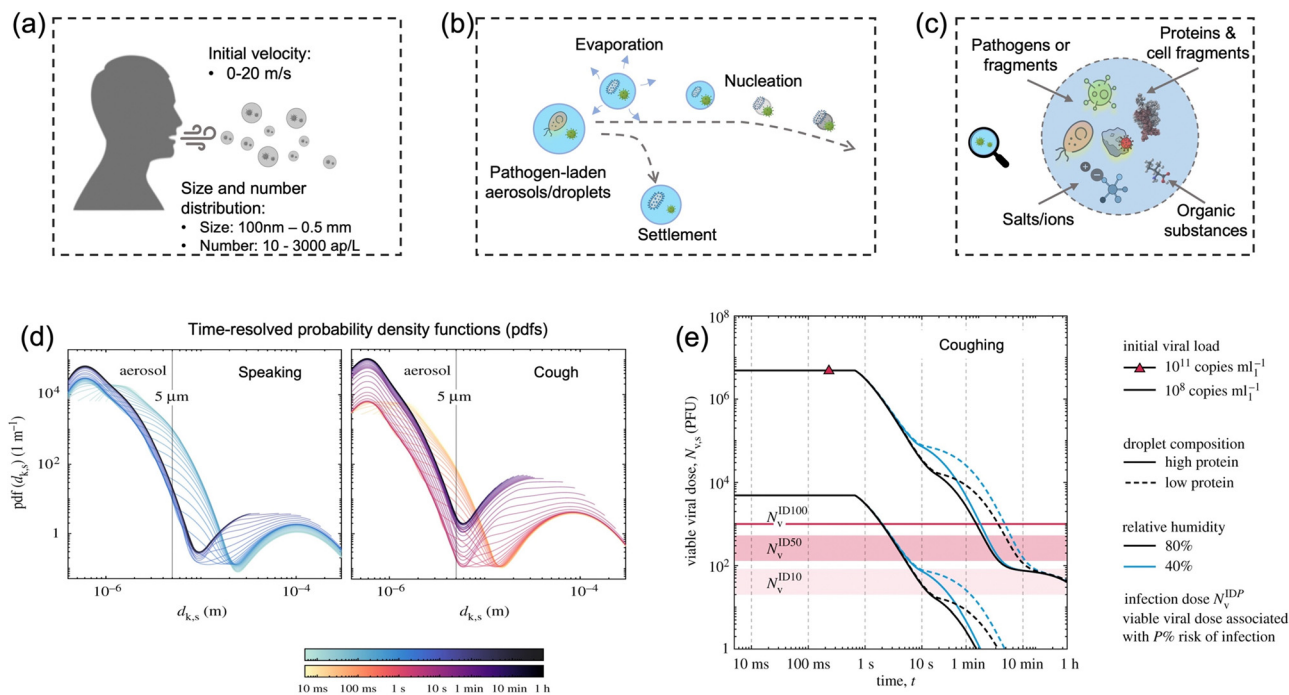 (a)
Initial velocity:
• 0-20 m/s
Size and number
distribution:
• Size: 100nm – 0.5 mm
• Number: 10 - 3000 ap/L
(b)
Evaporation
Nucleation
Pathogen-laden
aerosols/droplets
Settlement
(c)
Pathogens or
fragments
Proteins &
cell fragments
Salts/ions
Organic
substances
(d)
Time-resolved probability density functions (pdfs)
aerosol
Speaking
5 μm
aerosol
Cough
5 μm
10⁴
10²
1
pdf (d_{k,s}) (1 m⁻¹)
10⁻⁶
10⁻⁴
10⁻⁶
10⁻⁴
d_{k,s} (m)
d_{k,s} (m)
10 ms 100 ms 1 s 10 s 1 min 10 min 1 h
(e)
Coughing
10⁸
10⁶
10⁴
10²
1
viable viral dose, N_{v,s} (PFU)
N_v^{ID100}
N_v^{ID50}
N_v^{ID10}
10 ms 100 ms 1 s 10 s 1 min 10 min 1 h
time, t
initial viral load
10¹¹ copies ml_l⁻¹
10⁸ copies ml_l⁻¹
droplet composition
high protein
low protein
relative humidity
80%
40%
infection dose N_v^{IDP}
viable viral dose associated
with P% risk of infection